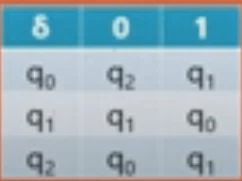 δ 0 1
q₀ q₂ q₁
q₁ q₁ q₀
q₂ q₀ q₁